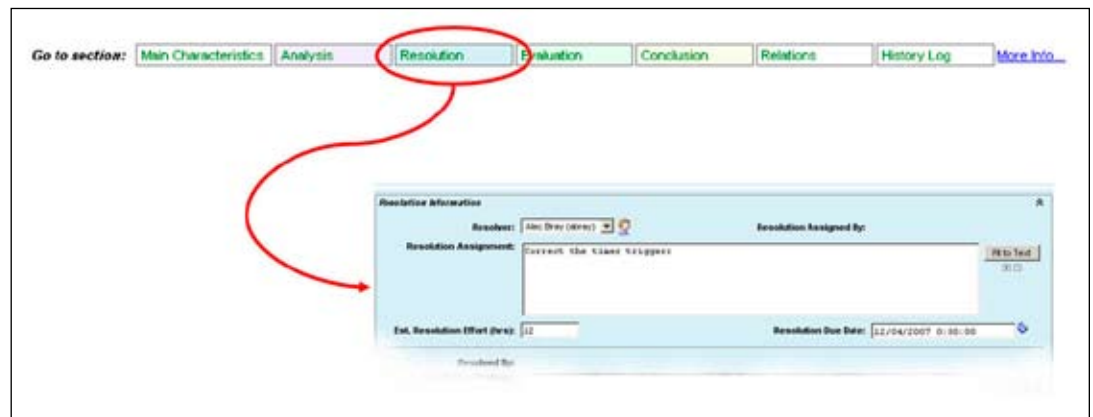 Go to section: Main Characteristics Analysis Resolution Evaluation Conclusion Relations History Log More Info...
Resolution Information
Resolver: Alec Bray (abray) Resolution Assigned By:
Resolution Assignment: Correct the timer triggers Fit to Text
Est. Resolution Effort (hrs): 12 Resolution Due Date: 12/04/2007 0:00:00
Resolved By: